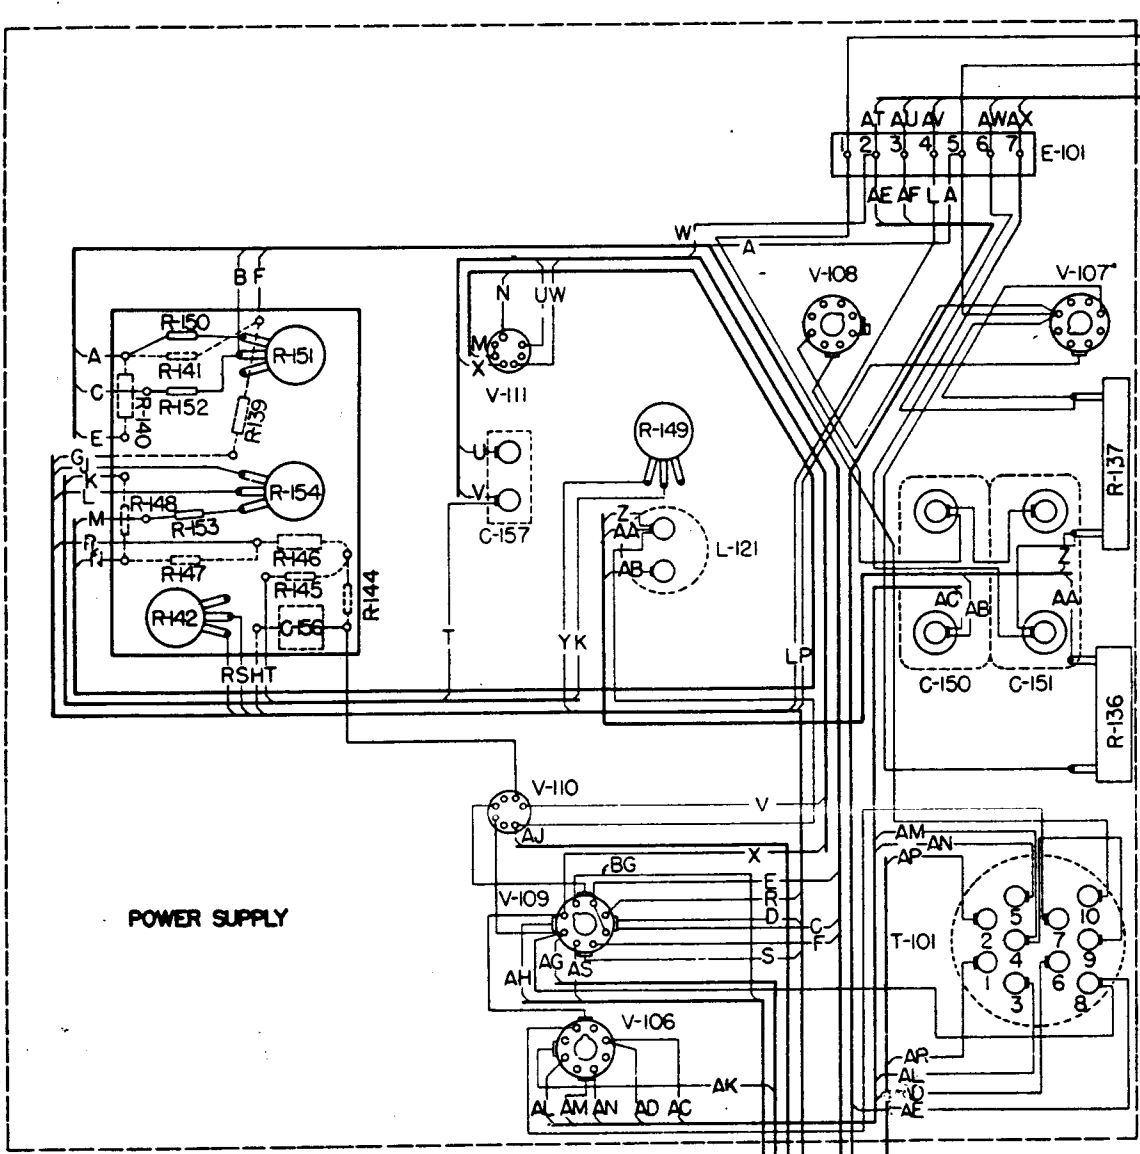 AT AU AV AW AX
1 2 3 4 5 6 7
E-101
AE AF L A
W
A
B F
V-108
V-107
N U W
R-150
M
A
R-141
R-151
X
V-111
C
R-152
R-140
R-139
R-149
E
G
J
U
R-137
K
L
R-154
V
R-148
M
R-153
C-157
Z
AA
L-121
R-146
AB
Z
R-147
R-145
R-144
AC
AB
AA
R-142
C-156
T
Y K
L P
R S H T
C-150
C-151
R-136
V-110
V
AJ
AM
AN
X
AP
BG
E
V-109
R
POWER SUPPLY
D
C
F
T-101
5 10
2 7
4 9
1 6
3 8
AG
AS
S
AH
V-106
AR
AL
AK
AE
AL AM AN AD AC